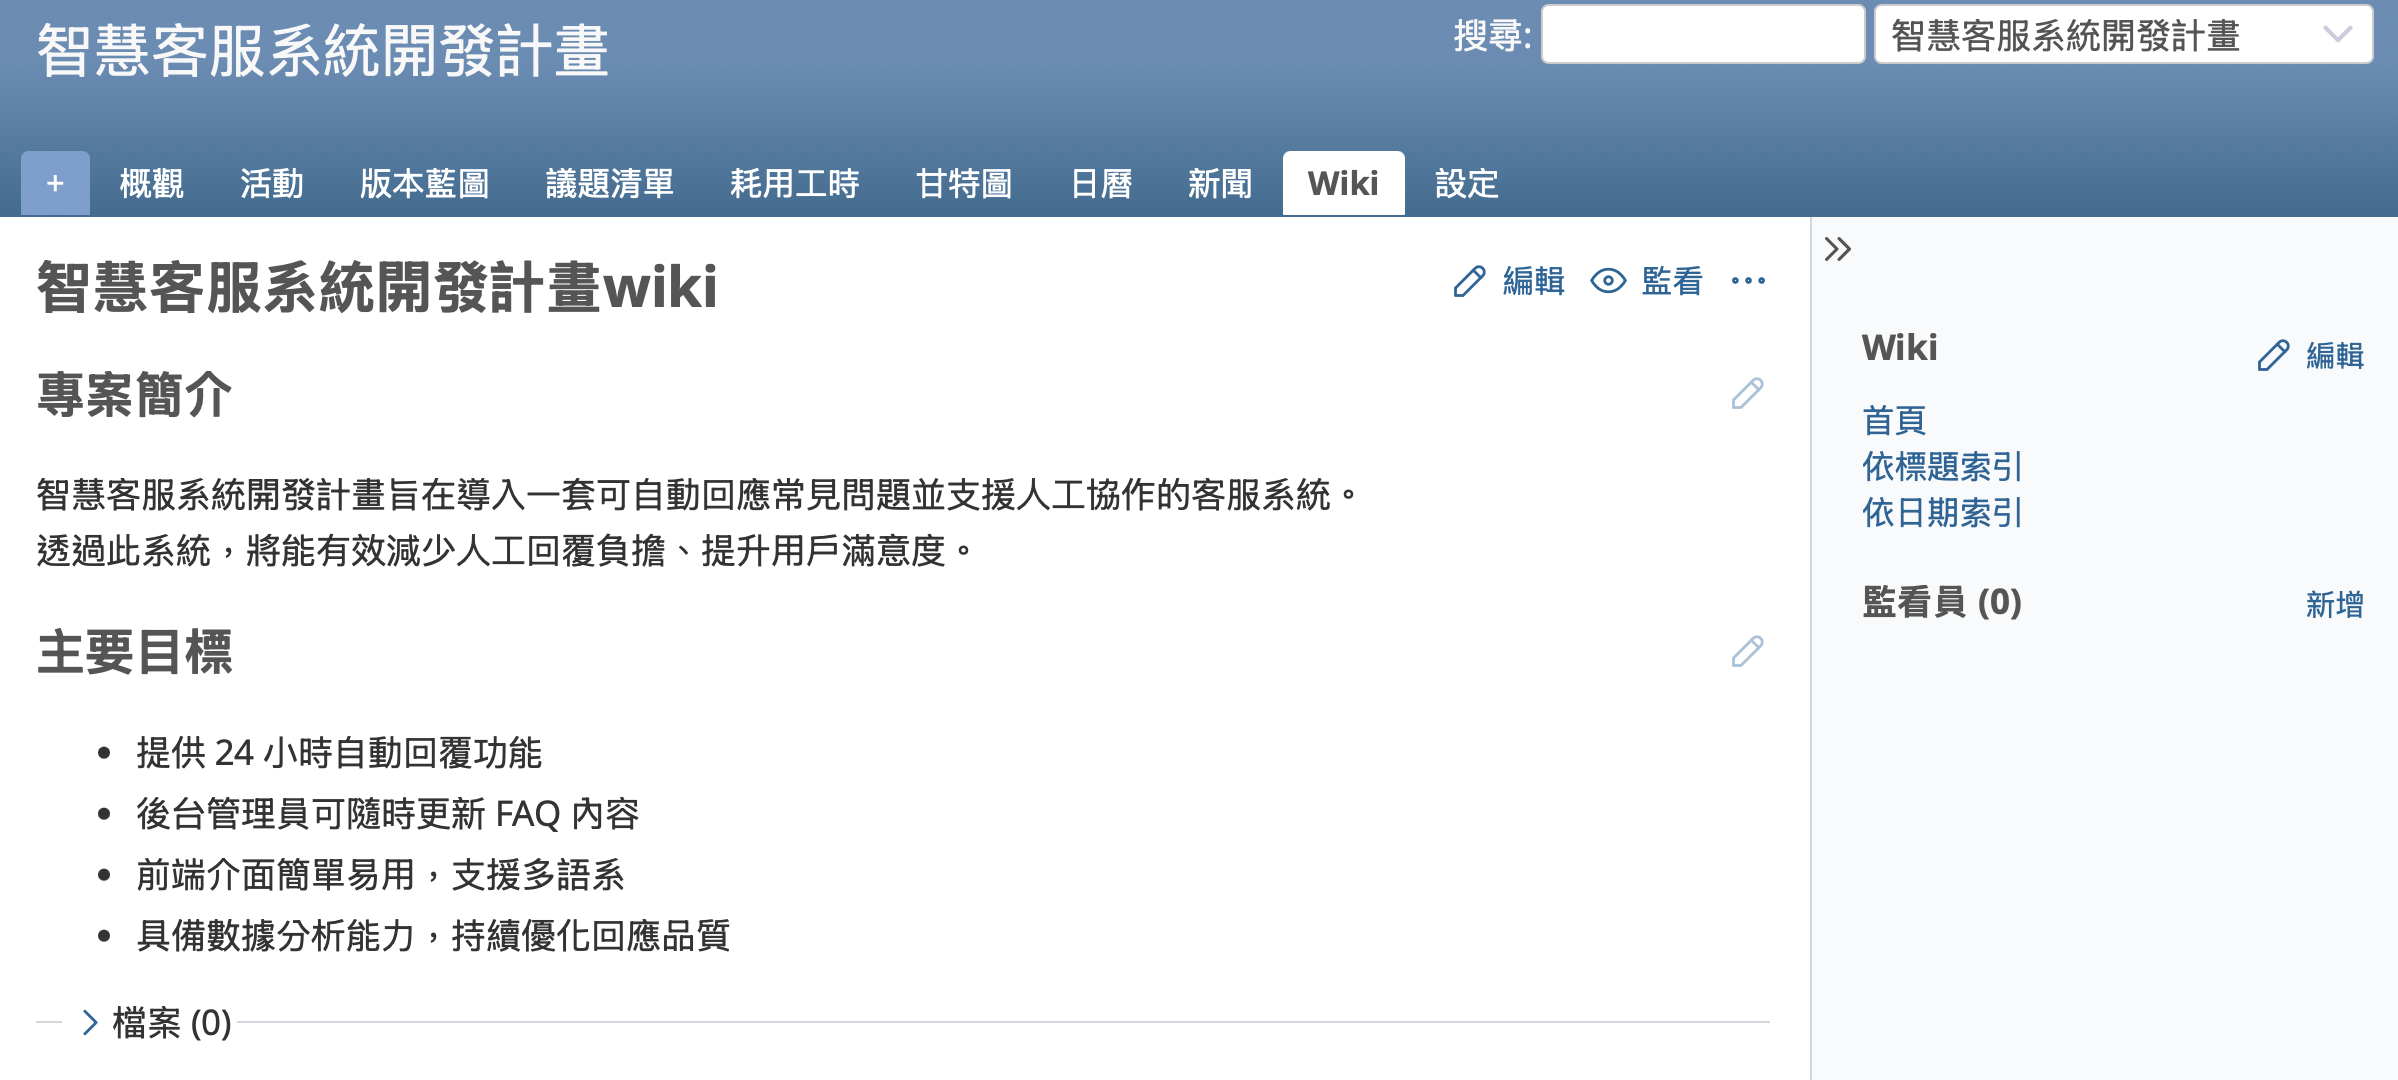 智慧客服系統開發計畫
搜尋:
智慧客服系統開發計畫
+ 概觀 活動 版本藍圖 議題清單 耗用工時 甘特圖 日曆 新聞 Wiki 設定
智慧客服系統開發計畫wiki
編輯 監看 ...
專案簡介
智慧客服系統開發計畫旨在導入一套可自動回應常見問題並支援人工協作的客服系統。
透過此系統，將能有效減少人工回覆負擔、提升用戶滿意度。
主要目標
• 提供 24 小時自動回覆功能
• 後台管理員可隨時更新 FAQ 內容
• 前端介面簡單易用，支援多語系
• 具備數據分析能力，持續優化回應品質
檔案 (0)
Wiki 編輯
首頁
依標題索引
依日期索引
監看員 (0) 新增